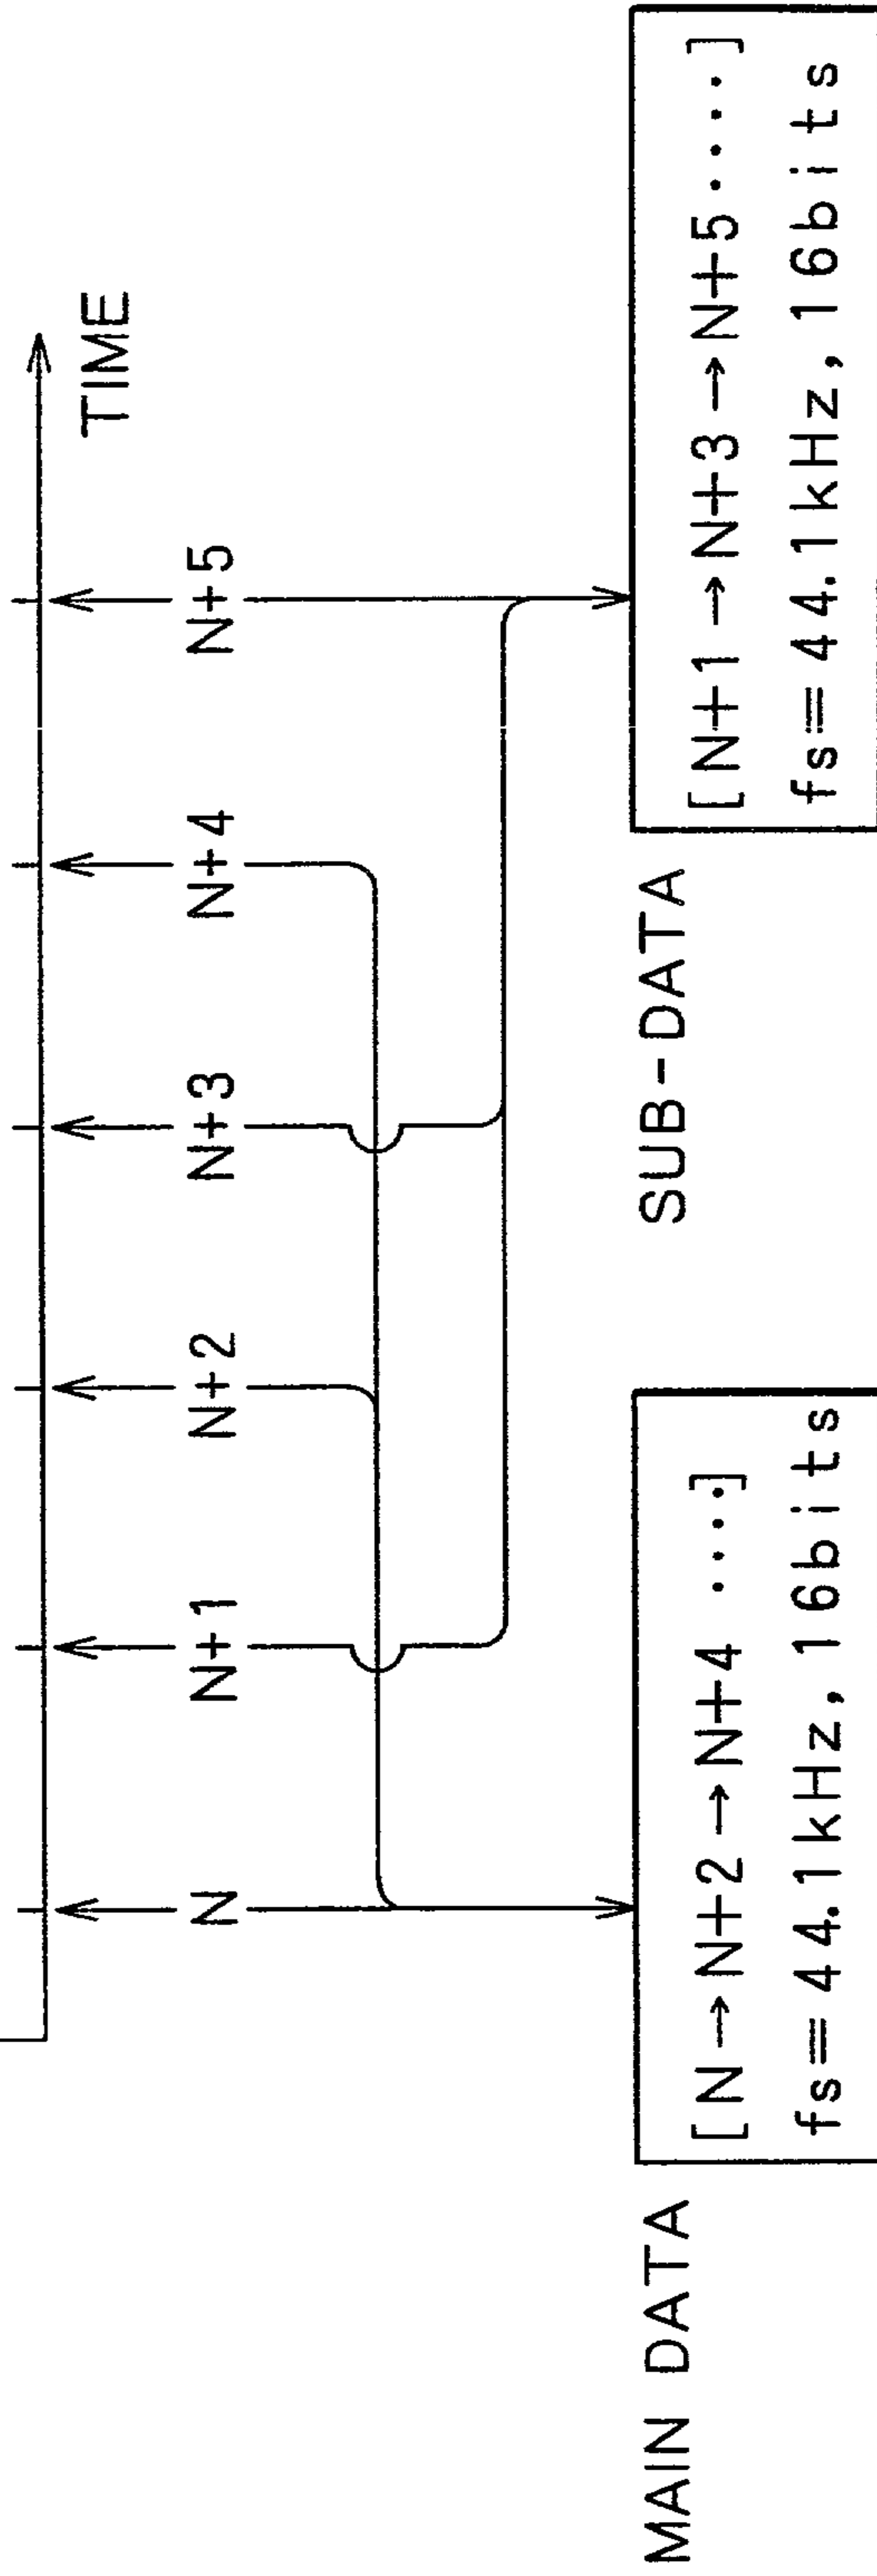 TIME
N N+1 N+2 N+3 N+4 N+5
MAIN DATA
[N→N+2→N+4 ····]
fs=44.1kHz, 16bits
SUB-DATA
[N+1→N+3→N+5····]
fs=44.1kHz, 16bits